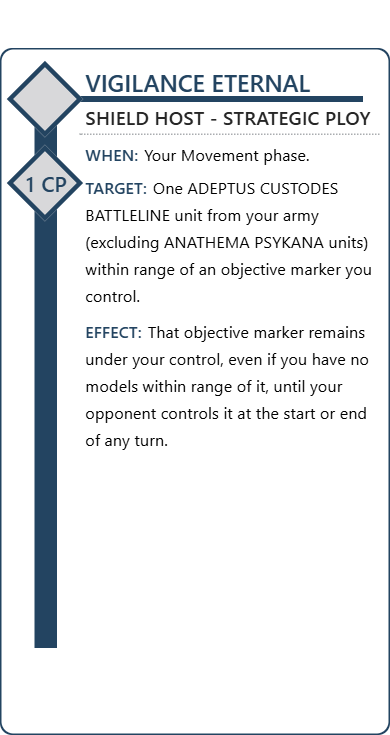 VIGILANCE ETERNAL
SHIELD HOST - STRATEGIC PLOY
WHEN: Your Movement phase.
1 CP
TARGET: One ADEPTUS CUSTODES
BATTLELINE unit from your army
(excluding ANATHEMA PSYKANA units)
within range of an objective marker you
control.
EFFECT: That objective marker remains
under your control, even if you have no
models within range of it, until your
opponent controls it at the start or end
of any turn.